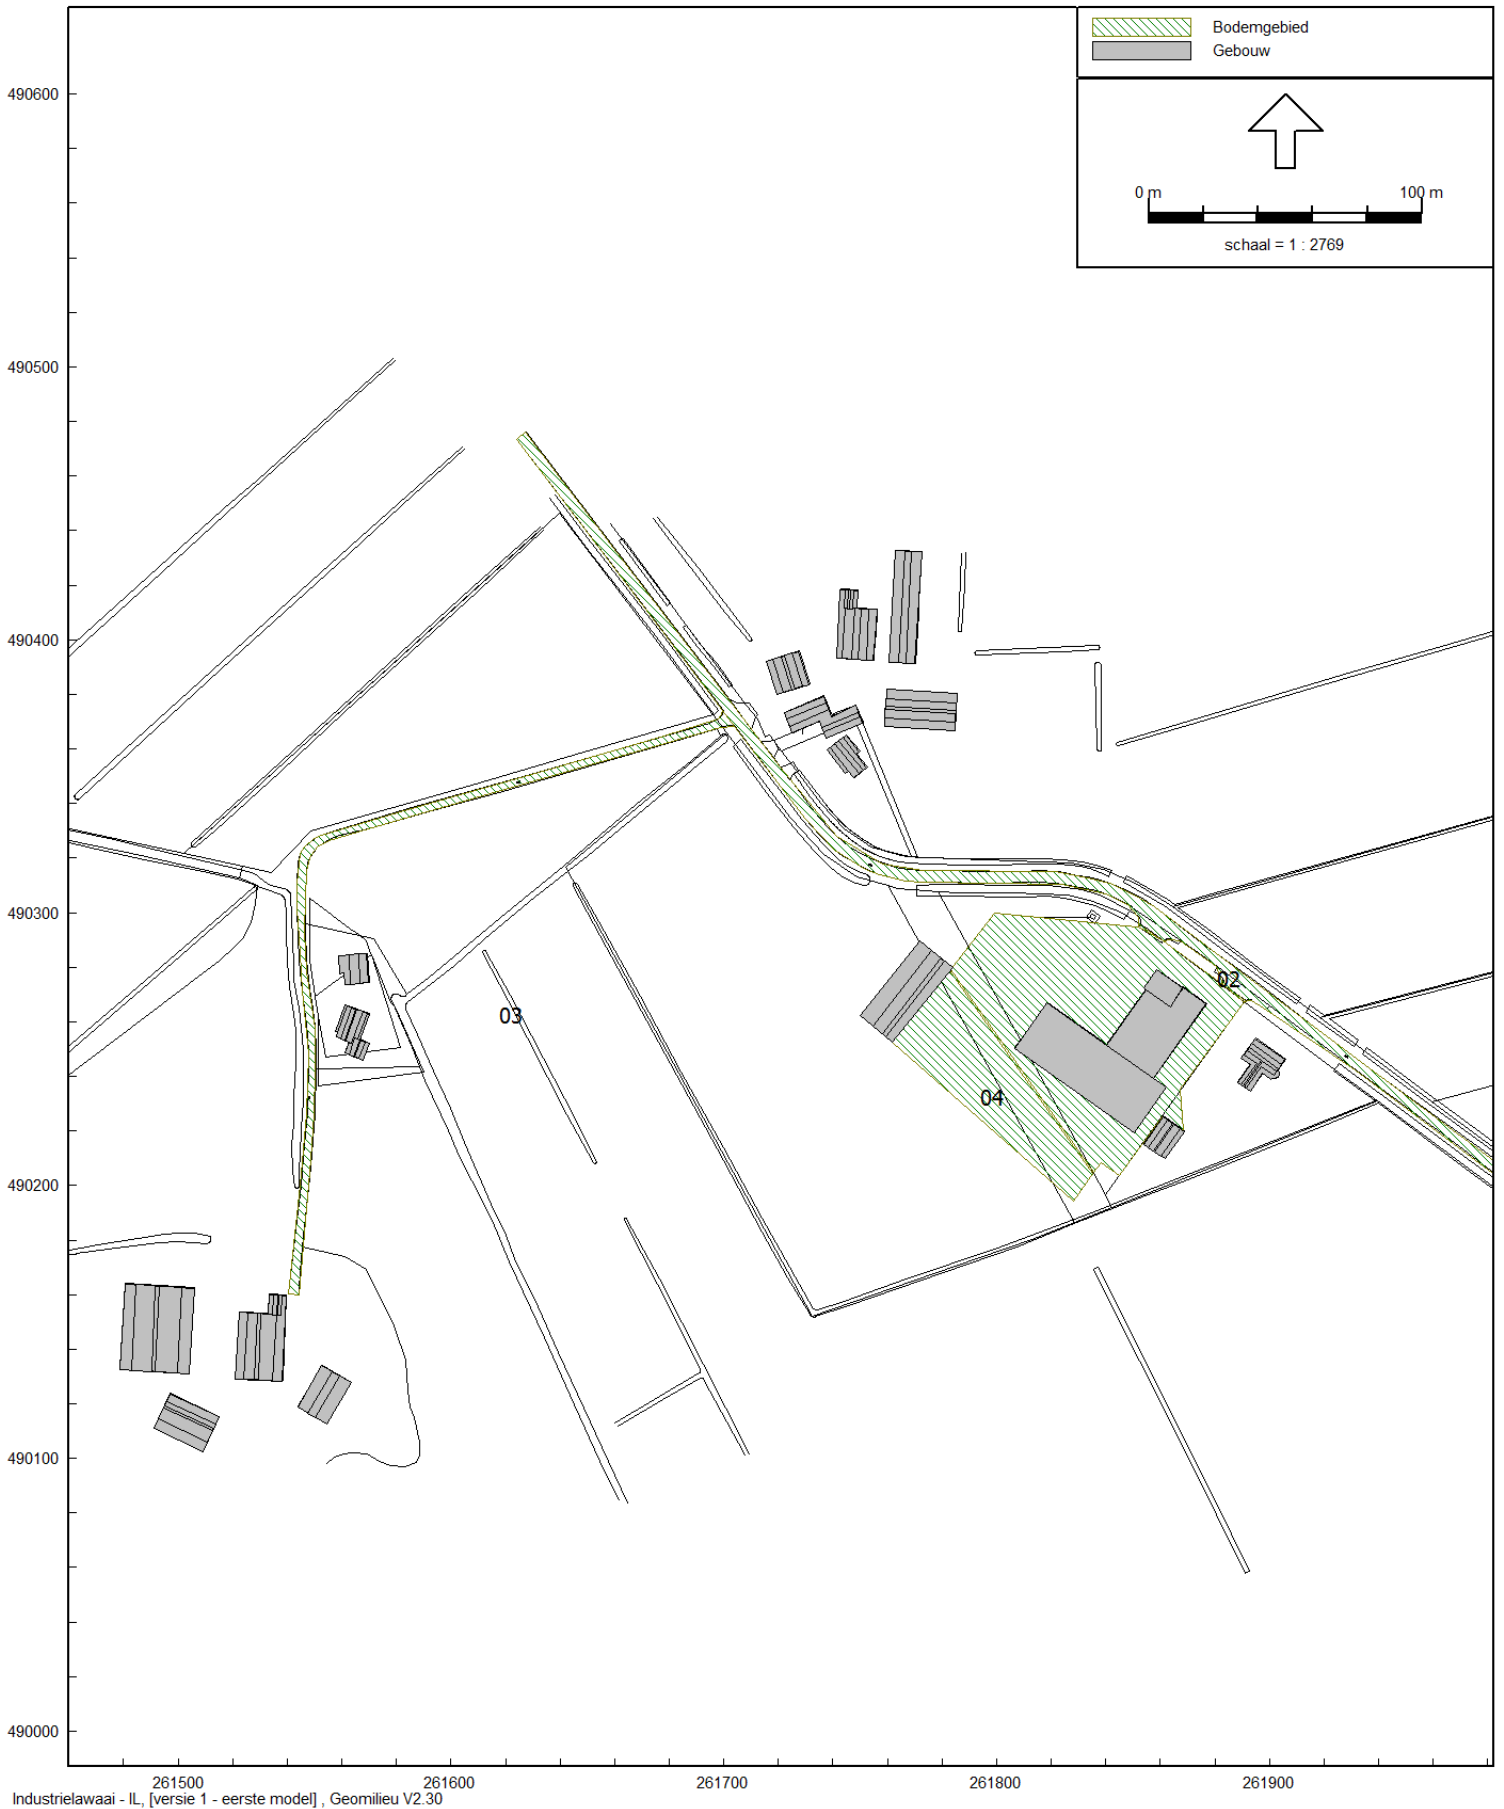 Bodemgebied
Gebouw
0 m 100 m
schaal = 1 : 2769
490600
490500
490400
490300
490200
490100
490000
02
03
04
261500 261600 261700 261800 261900
Industrielawaai - IL, [versie 1 - eerste model] , Geomilieu V2.30